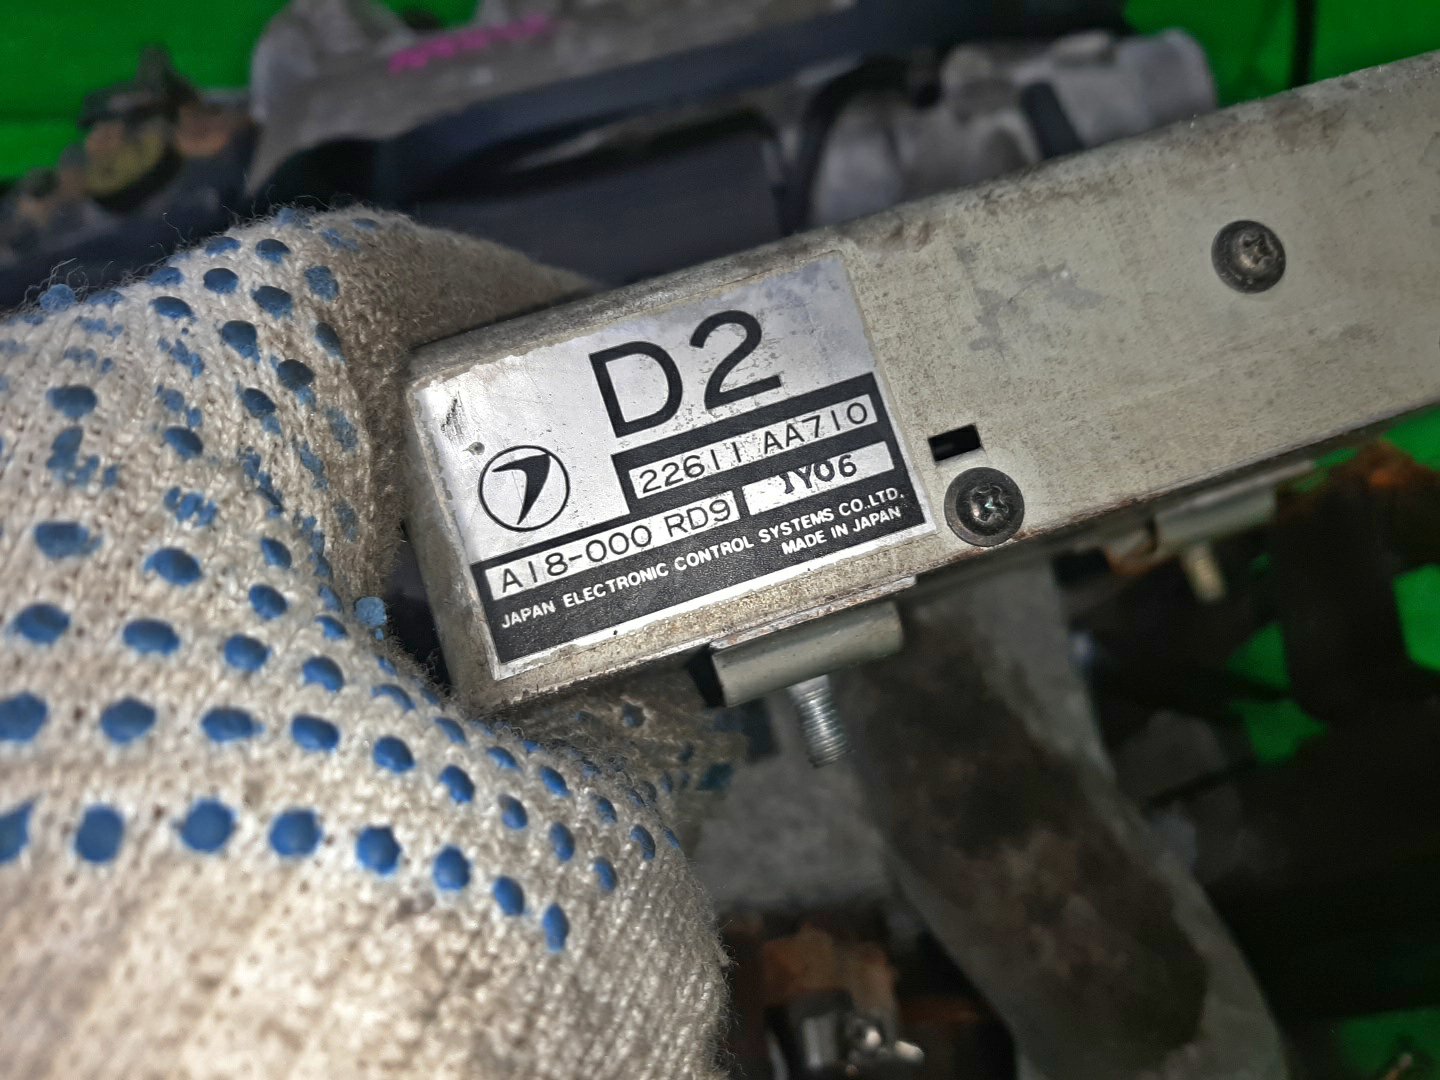 D2
22611 AA710
A18-000 RD9 JY06
JAPAN ELECTRONIC CONTROL SYSTEMS CO.,LTD.
MADE IN JAPAN